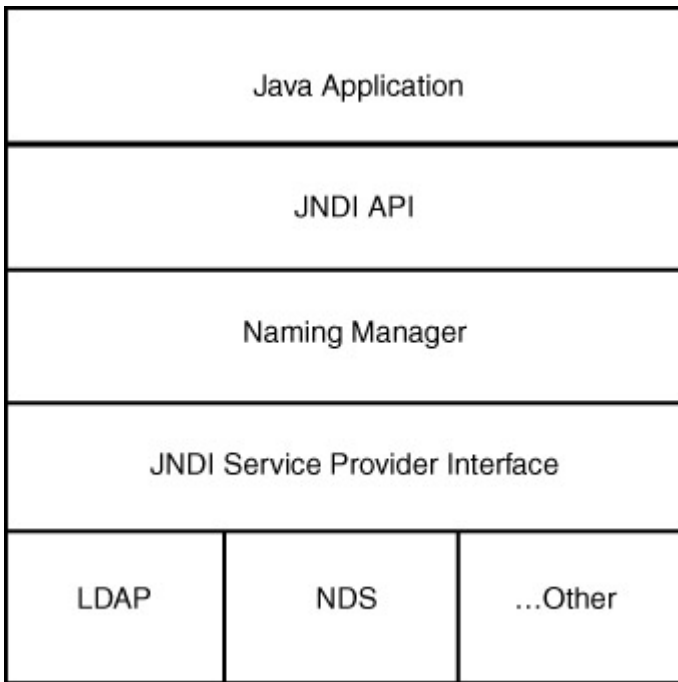 Java Application
JNDI API
Naming Manager
JNDI Service Provider Interface
LDAP NDS ...Other